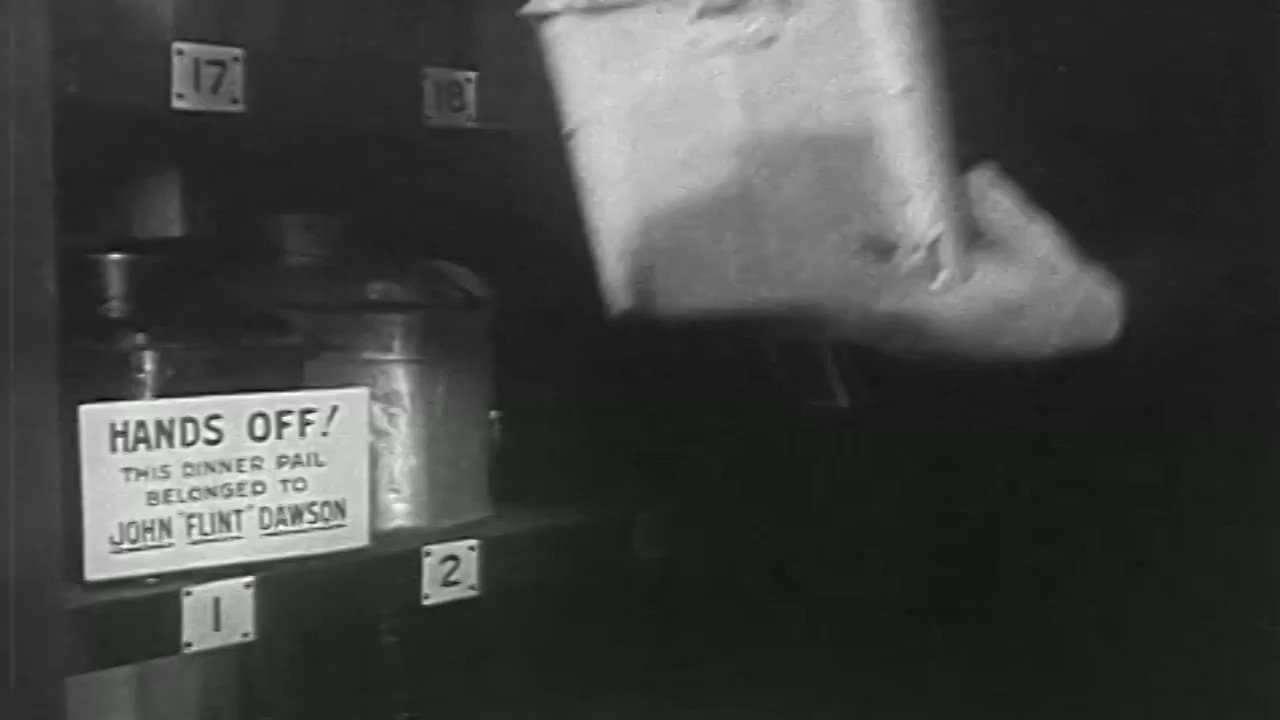 17
18
HANDS OFF!
THIS DINNER PAIL
BELONGED TO
JOHN "FLINT" DAWSON
2
1